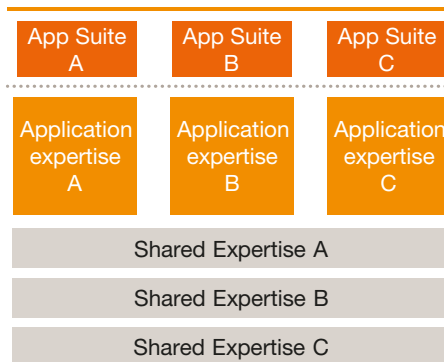 App Suite
A
App Suite
B
App Suite
C
Application
expertise
A
Application
expertise
B
Application
expertise
C
Shared Expertise A
Shared Expertise B
Shared Expertise C